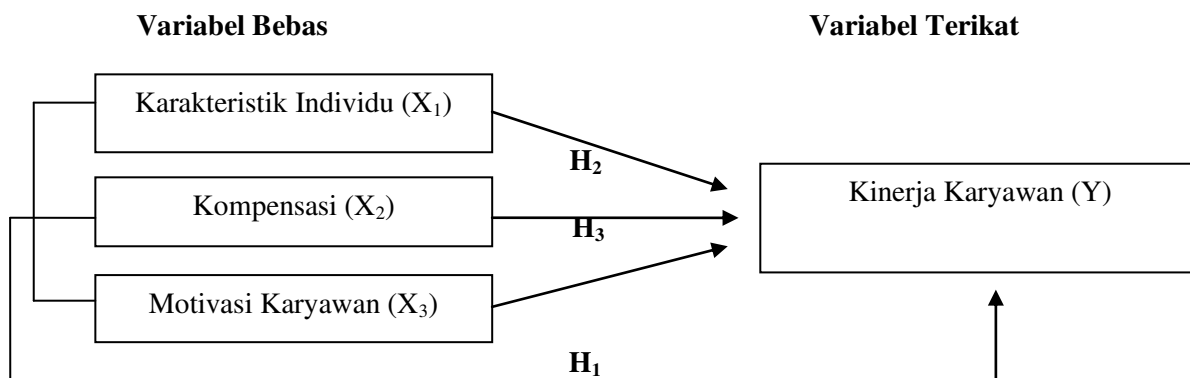 Variabel Bebas
Variabel Terikat
Karakteristik Individu (X₁)
H₂
Kinerja Karyawan (Y)
Kompensasi (X₂)
H₃
Motivasi Karyawan (X₃)
H₁